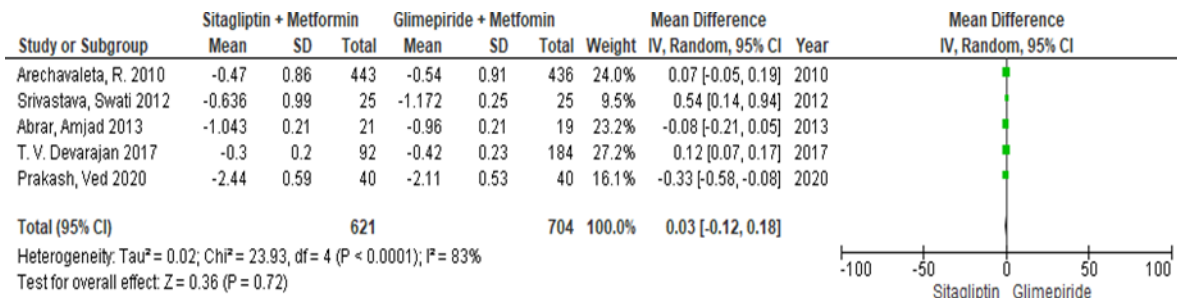 Sitagliptin + Metformin Glimepiride + Metfomin Mean Difference Mean Difference
Study or Subgroup Mean SD Total Mean SD Total Weight IV, Random, 95% CI Year IV, Random, 95% CI
Arechavaleta, R. 2010 -0.47 0.86 443 -0.54 0.91 436 24.0% 0.07 [-0.05, 0.19] 2010
Srivastava, Swati 2012 -0.636 0.99 25 -1.172 0.25 25 9.5% 0.54 [0.14, 0.94] 2012
Abrar, Amjad 2013 -1.043 0.21 21 -0.96 0.21 19 23.2% -0.08 [-0.21, 0.05] 2013
T. V. Devarajan 2017 -0.3 0.2 92 -0.42 0.23 184 27.2% 0.12 [0.07, 0.17] 2017
Prakash, Ved 2020 -2.44 0.59 40 -2.11 0.53 40 16.1% -0.33 [-0.58, -0.08] 2020
Total (95% CI) 621 704 100.0% 0.03 [-0.12, 0.18]
Heterogeneity: Tau² = 0.02; Chi² = 23.93, df = 4 (P < 0.0001); I² = 83%
Test for overall effect: Z = 0.36 (P = 0.72)
-100 -50 0 50 100
Sitagliptin Glimepiride